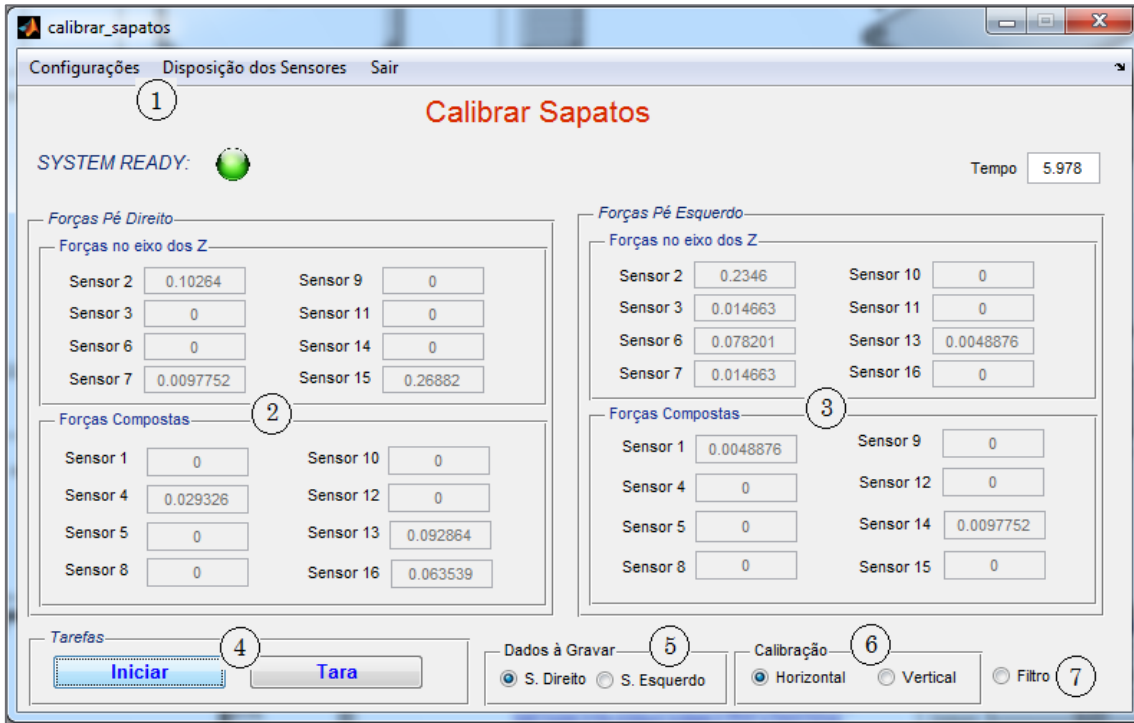 calibrar_sapatos
Configurações Disposição dos Sensores Sair
1
Calibrar Sapatos
SYSTEM READY:
Tempo 5.978
Forças Pé Direito
Forças no eixo dos Z
Sensor 2 0.10264 Sensor 9 0
Sensor 3 0 Sensor 11 0
Sensor 6 0 Sensor 14 0
Sensor 7 0.0097752 Sensor 15 0.26882
2
Forças Compostas
Sensor 1 0 Sensor 10 0
Sensor 4 0.029326 Sensor 12 0
Sensor 5 0 Sensor 13 0.092864
Sensor 8 0 Sensor 16 0.063539
Forças Pé Esquerdo
Forças no eixo dos Z
Sensor 2 0.2346 Sensor 10 0
Sensor 3 0.014663 Sensor 11 0
Sensor 6 0.078201 Sensor 13 0.0048876
Sensor 7 0.014663 Sensor 16 0
3
Forças Compostas
Sensor 1 0.0048876 Sensor 9 0
Sensor 4 0 Sensor 12 0
Sensor 5 0 Sensor 14 0.0097752
Sensor 8 0 Sensor 15 0
Tarefas
4
Iniciar Tara
Dados à Gravar 5
S. Direito S. Esquerdo
Calibração 6
Horizontal Vertical
Filtro 7